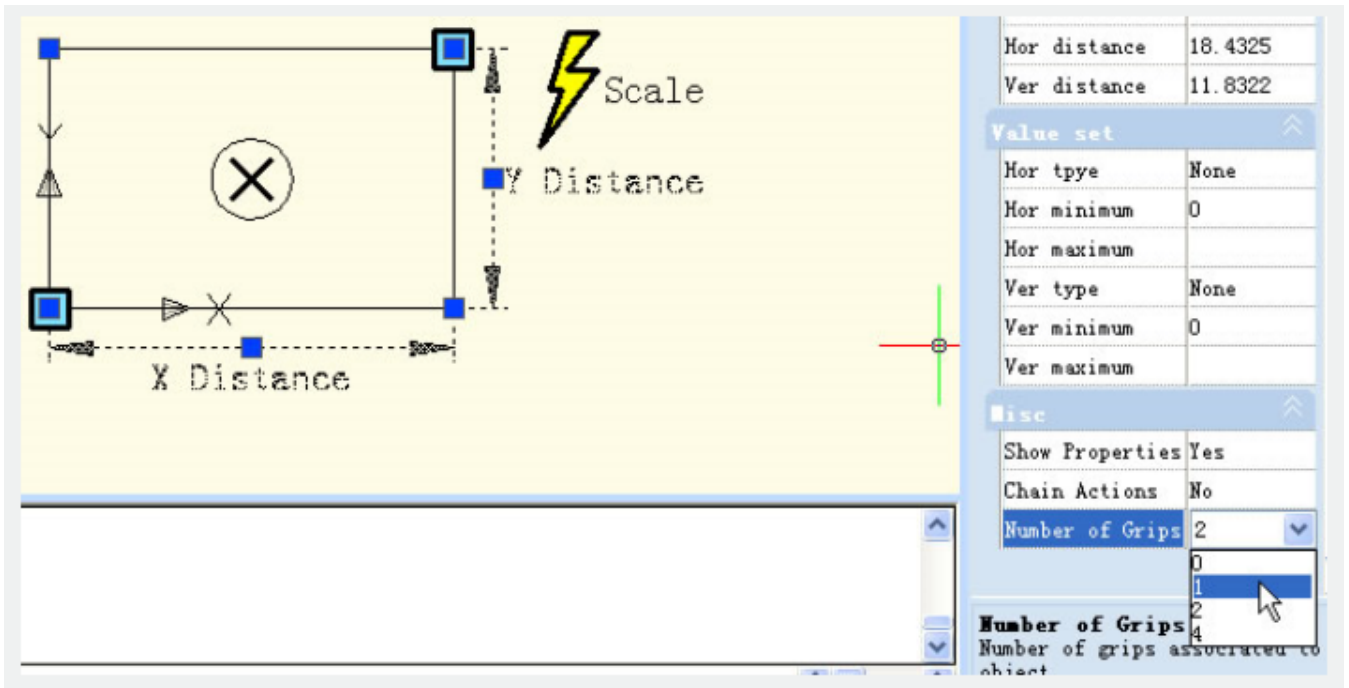 Scale
Y Distance
X Distance
Y
X
Hor distance 18.4325
Ver distance 11.8322
Value set
Hor tpye None
Hor minimum 0
Hor maximum
Ver type None
Ver minimum 0
Ver maximum
Misc
Show Properties Yes
Chain Actions No
Number of Grips 2
0
1
2
4
Number of Grips
Number of grips associated to
object